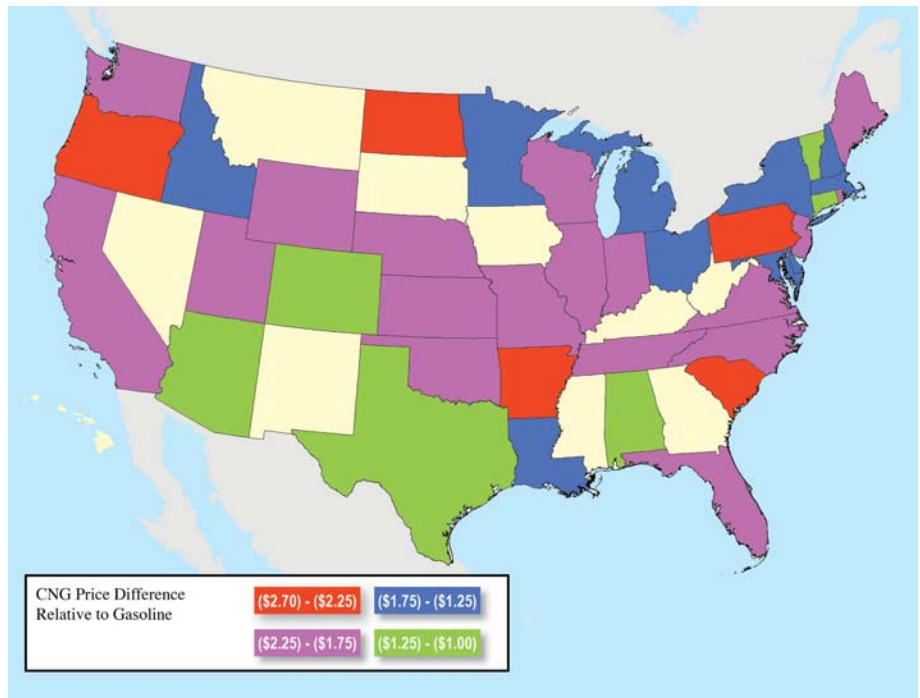 CNG Price Difference
Relative to Gasoline
($2.70) - ($2.25)
($1.75) - ($1.25)
($2.25) - ($1.75)
($1.25) - ($1.00)